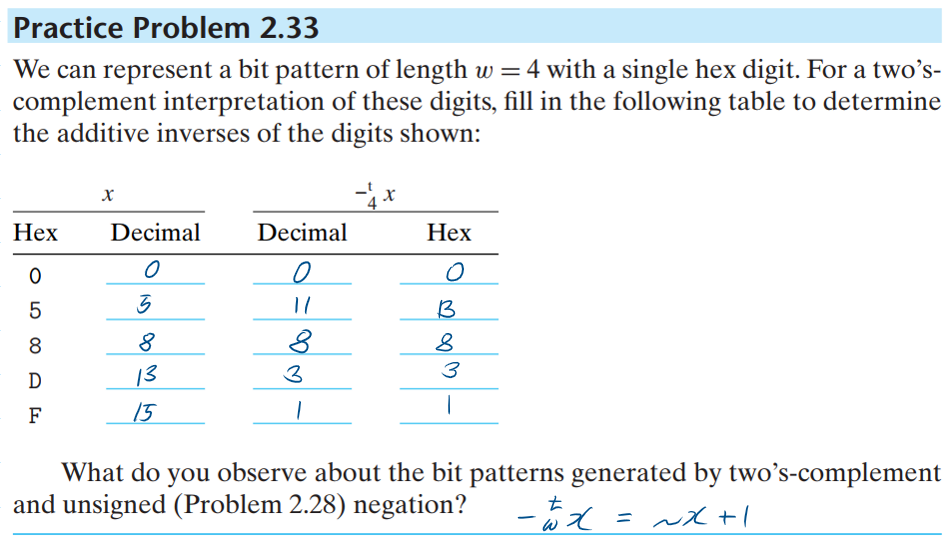 Practice Problem 2.33
We can represent a bit pattern of length w = 4 with a single hex digit. For a two's-
complement interpretation of these digits, fill in the following table to determine
the additive inverses of the digits shown:
x -ᵗ₄ x
Hex Decimal Decimal Hex
0 0 0 0
5 5 11 B
8 8 8 8
D 13 3 3
F 15 1 1
What do you observe about the bit patterns generated by two's-complement
and unsigned (Problem 2.28) negation? -ᵗ_w x = ~x + 1